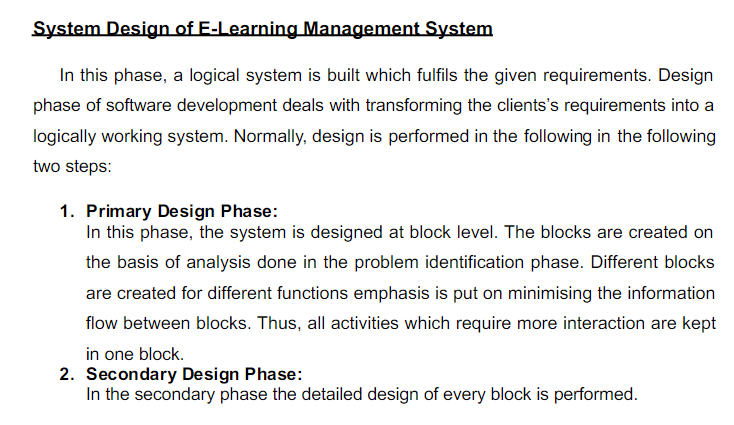 System Design of E-Learning Management System
In this phase, a logical system is built which fulfils the given requirements. Design
phase of software development deals with transforming the clients's requirements into a
logically working system. Normally, design is performed in the following in the following
two steps:
1. Primary Design Phase:
In this phase, the system is designed at block level. The blocks are created on
the basis of analysis done in the problem identification phase. Different blocks
are created for different functions emphasis is put on minimising the information
flow between blocks. Thus, all activities which require more interaction are kept
in one block.
2. Secondary Design Phase:
In the secondary phase the detailed design of every block is performed.